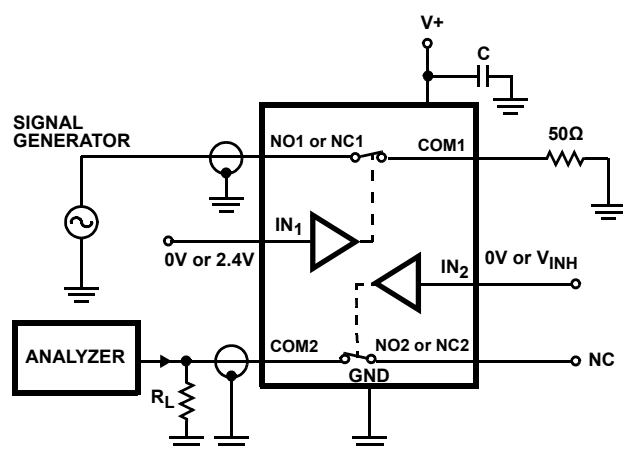 V+
C
SIGNAL
GENERATOR
NO1 or NC1
COM1
50Ω
IN1
0V or 2.4V
IN2
0V or VINH
ANALYZER
COM2
NO2 or NC2
NC
GND
RL